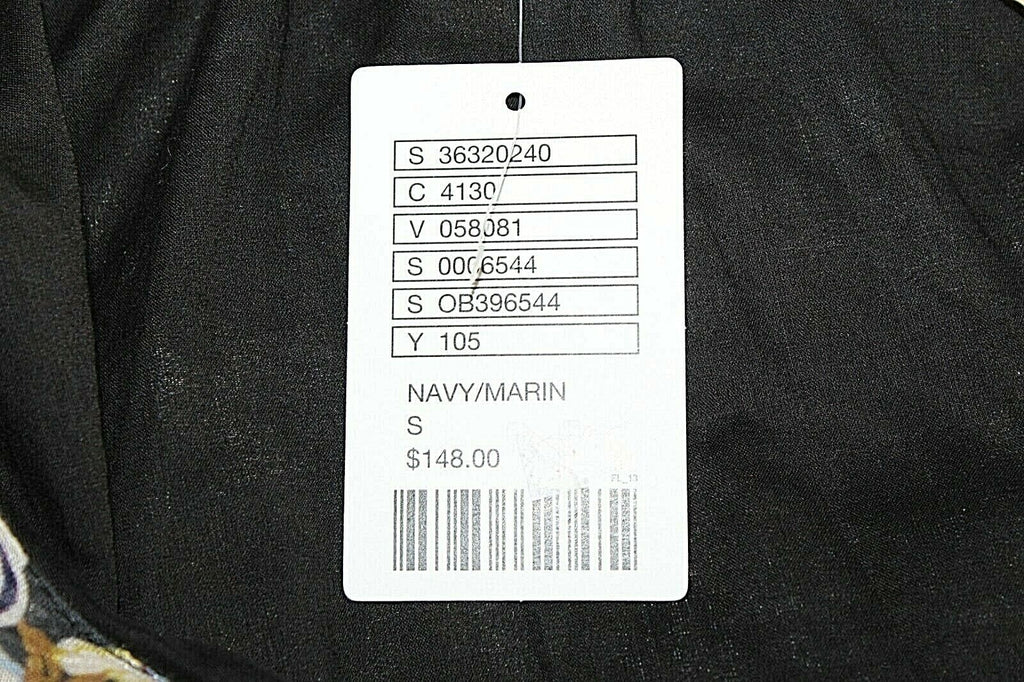 S 36320240
C 4130
V 058081
S 0006544
S OB396544
Y 105
NAVY/MARIN
S
$148.00